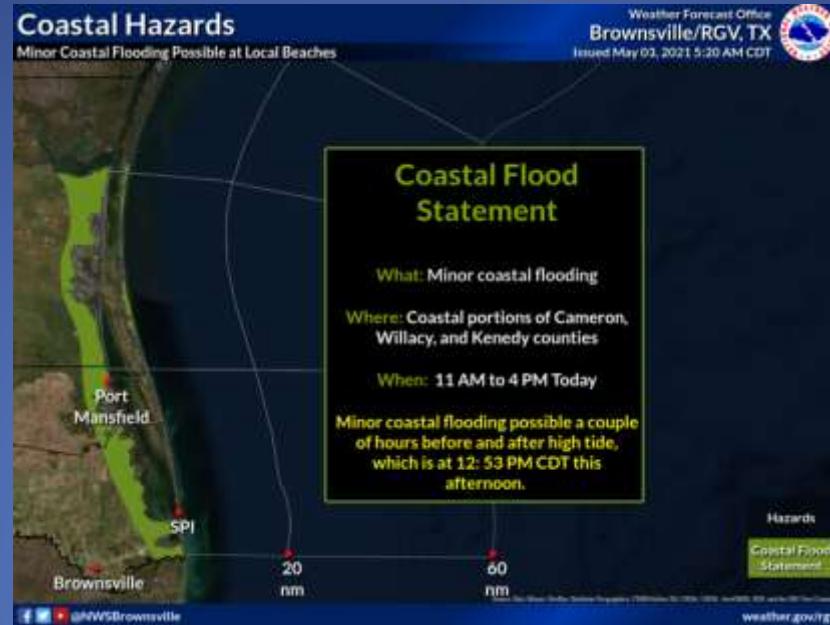 Coastal Hazards
Minor Coastal Flooding Possible at Local Beaches
Weather Forecast Office
Brownsville/RGV, TX
Issued May 03, 2021 5:20 AM CDT
Coastal Flood
Statement
What: Minor coastal flooding
Where: Coastal portions of Cameron,
Willacy, and Kenedy counties
When: 11 AM to 4 PM Today
Minor coastal flooding possible a couple
of hours before and after high tide,
which is at 12: 53 PM CDT this
afternoon.
Port
Mansfield
SPI
Brownsville
20
nm
60
nm
Hazards
Coastal Flood
Statement
@NWSBrownsville
weather.gov/rg